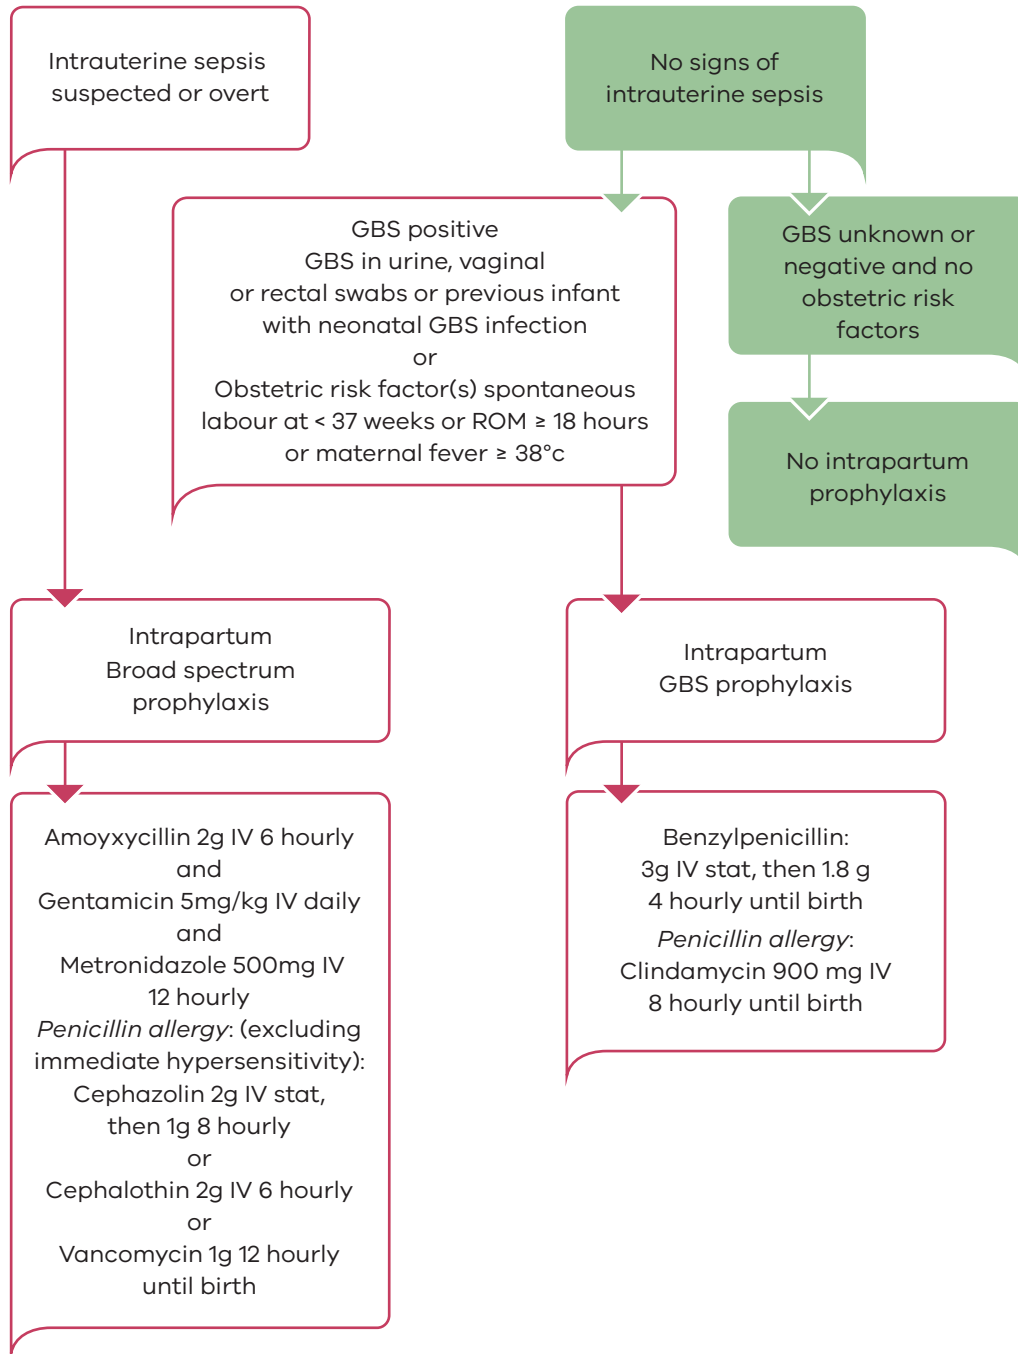 Intrauterine sepsis
suspected or overt
No signs of
intrauterine sepsis
GBS positive
GBS in urine, vaginal
or rectal swabs or previous infant
with neonatal GBS infection
or
Obstetric risk factor(s) spontaneous
labour at < 37 weeks or ROM ≥ 18 hours
or maternal fever ≥ 38°c
GBS unknown or
negative and no
obstetric risk
factors
No intrapartum
prophylaxis
Intrapartum
Broad spectrum
prophylaxis
Intrapartum
GBS prophylaxis
Amoyxycillin 2g IV 6 hourly
and
Gentamicin 5mg/kg IV daily
and
Metronidazole 500mg IV
12 hourly
Penicillin allergy: (excluding
immediate hypersensitivity):
Cephazolin 2g IV stat,
then 1g 8 hourly
or
Cephalothin 2g IV 6 hourly
or
Vancomycin 1g 12 hourly
until birth
Benzylpenicillin:
3g IV stat, then 1.8 g
4 hourly until birth
Penicillin allergy:
Clindamycin 900 mg IV
8 hourly until birth